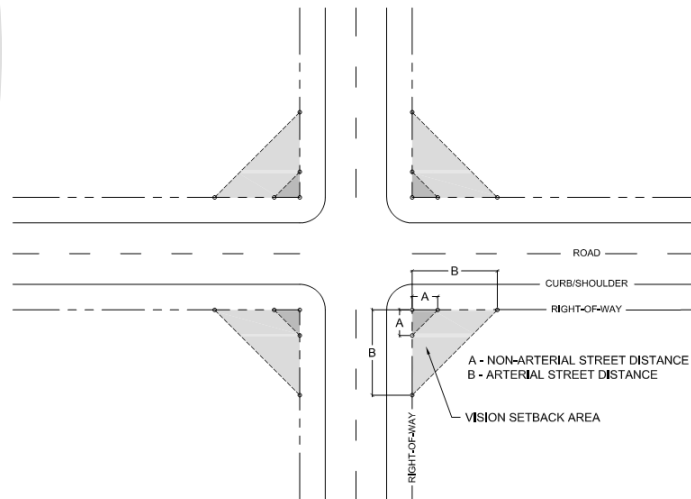 ROAD
B
CURB/SHOULDER
A
RIGHT-OF-WAY
A
B
A - NON-ARTERIAL STREET DISTANCE
B - ARTERIAL STREET DISTANCE
VISION SETBACK AREA
RIGHT-OF-WAY